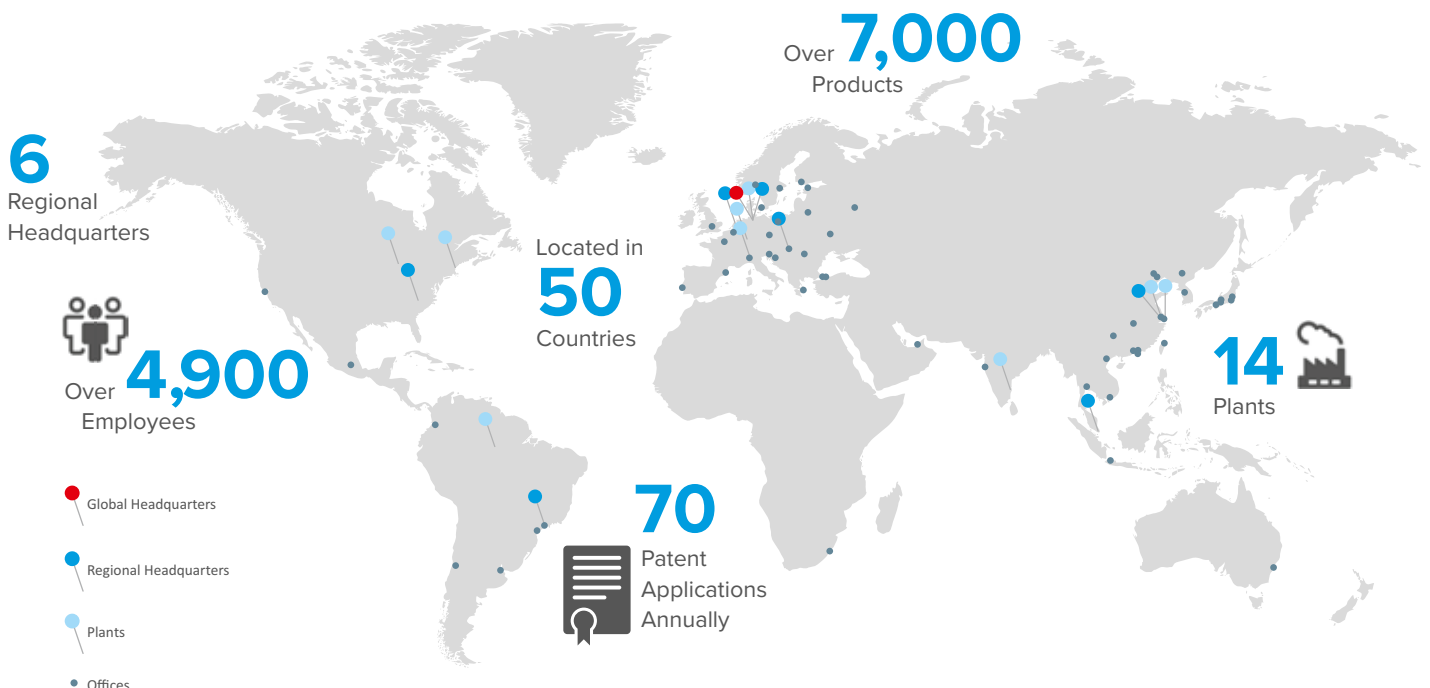 Over 7,000
Products
6
Regional
Headquarters
Located in
50
Countries
Over 4,900
Employees
14
Plants
70
Patent
Applications
Annually
Global Headquarters
Regional Headquarters
Plants
Offices